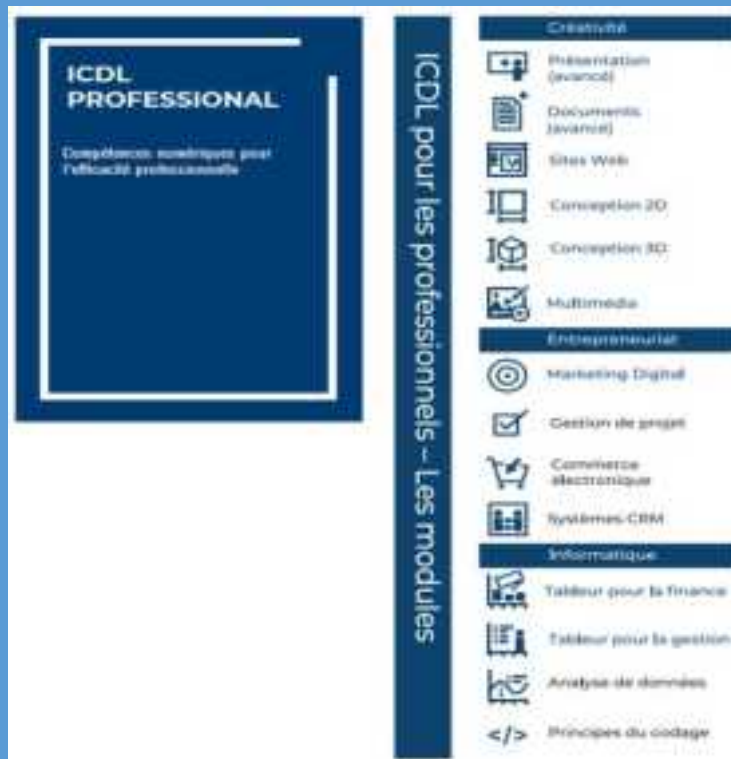 ICDL
PROFESSIONAL
Compétences numériques pour
l'efficacité professionnelle
ICDL pour les professionnels - Les modules
Créativité
Présentation
(avancé)
Documents
(avancé)
Sites Web
Conception 2D
Conception 3D
Multimédia
Entrepreneuriat
Marketing Digital
Gestion de projet
Commerce
électronique
Systèmes CRM
Informatique
Tableur pour la finance
Tableur pour la gestion
Analyse de données
</> Principes du codage